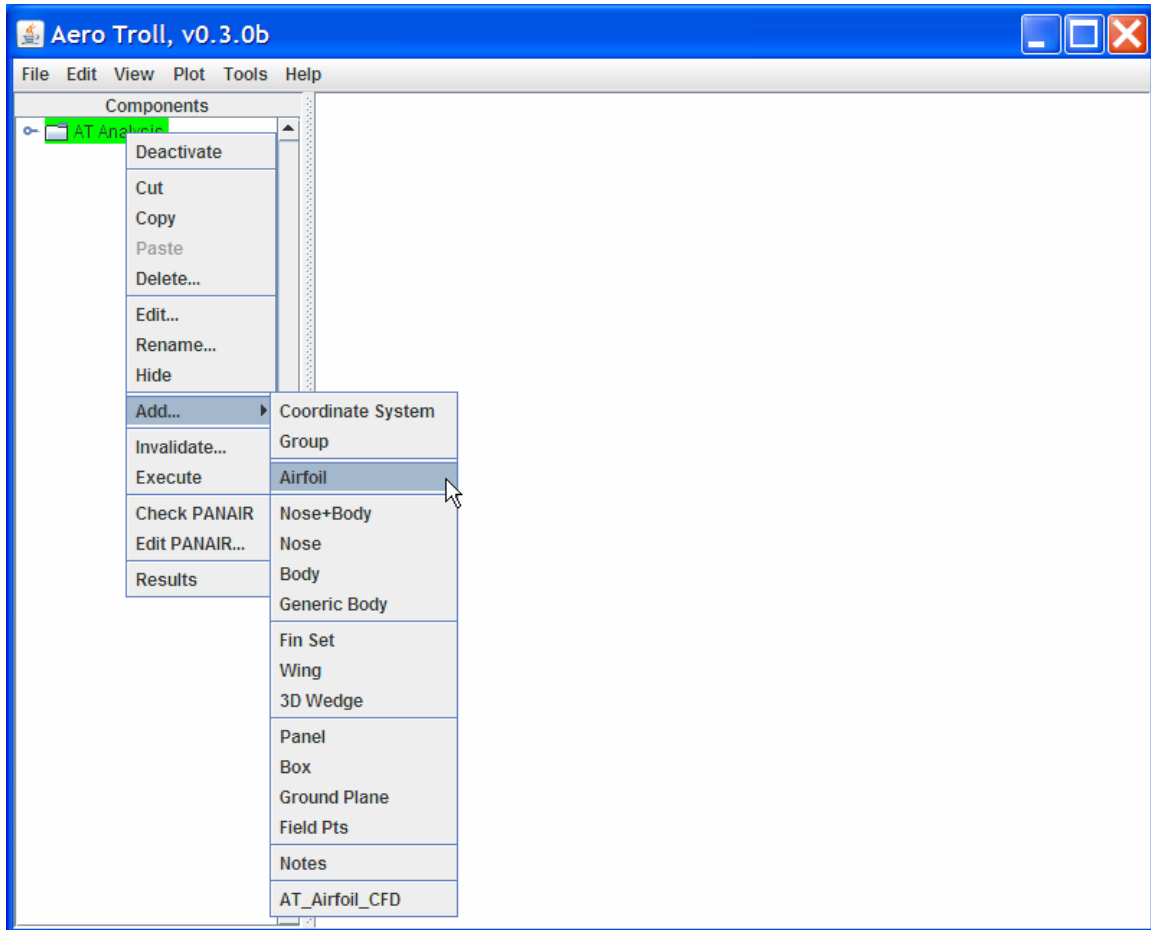 Aero Troll, v0.3.0b
File Edit View Plot Tools Help
Components
AT Analysis
Deactivate
Cut
Copy
Paste
Delete...
Edit...
Rename...
Hide
Add...
Invalidate...
Execute
Check PANAIR
Edit PANAIR...
Results
Coordinate System
Group
Airfoil
Nose+Body
Nose
Body
Generic Body
Fin Set
Wing
3D Wedge
Panel
Box
Ground Plane
Field Pts
Notes
AT_Airfoil_CFD